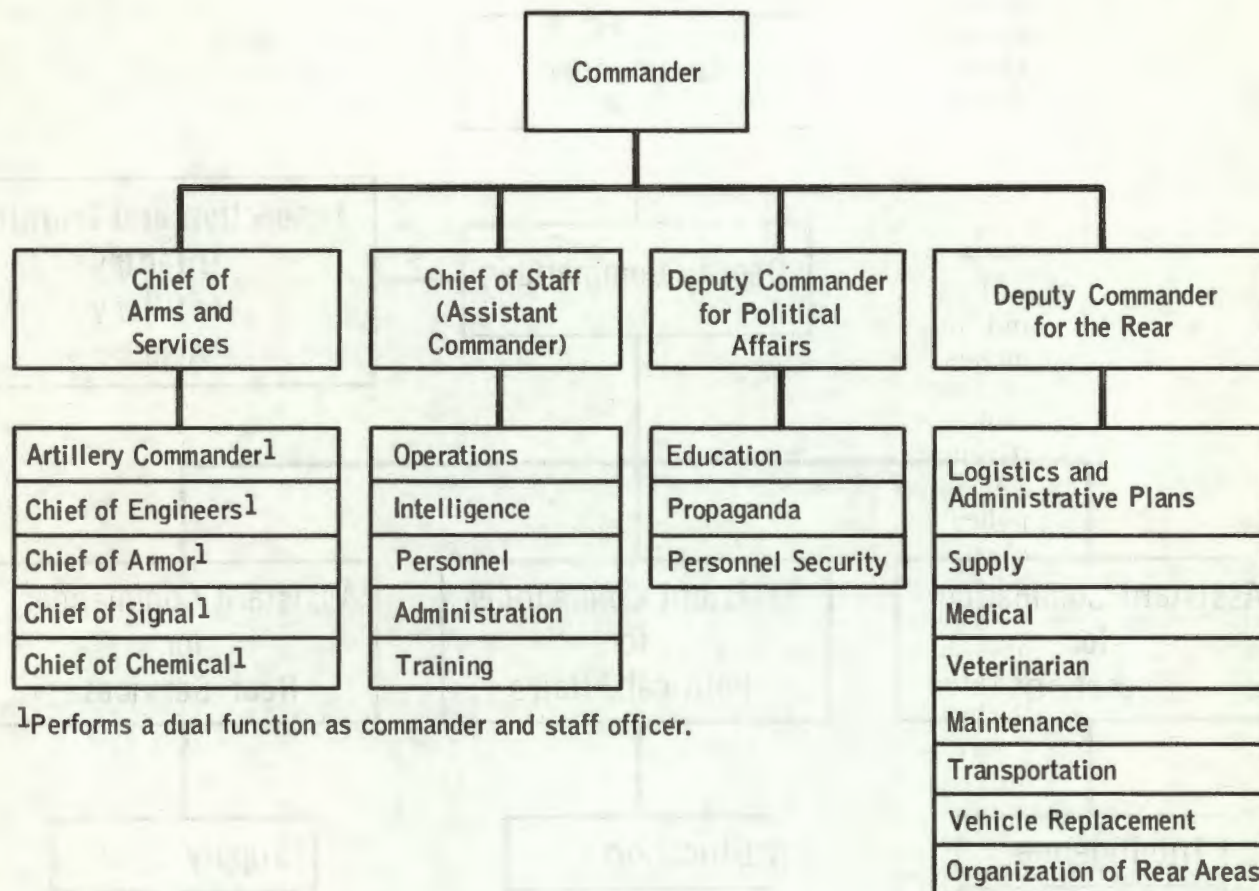 Commander
Chief of
Arms and
Services
Chief of Staff
(Assistant
Commander)
Deputy Commander
for Political
Affairs
Deputy Commander
for the Rear
Artillery Commander1
Chief of Engineers1
Chief of Armor1
Chief of Signal1
Chief of Chemical1
Operations
Intelligence
Personnel
Administration
Training
Education
Propaganda
Personnel Security
Logistics and
Administrative Plans
Supply
Medical
Veterinarian
Maintenance
Transportation
Vehicle Replacement
Organization of Rear Areas
1Performs a dual function as commander and staff officer.